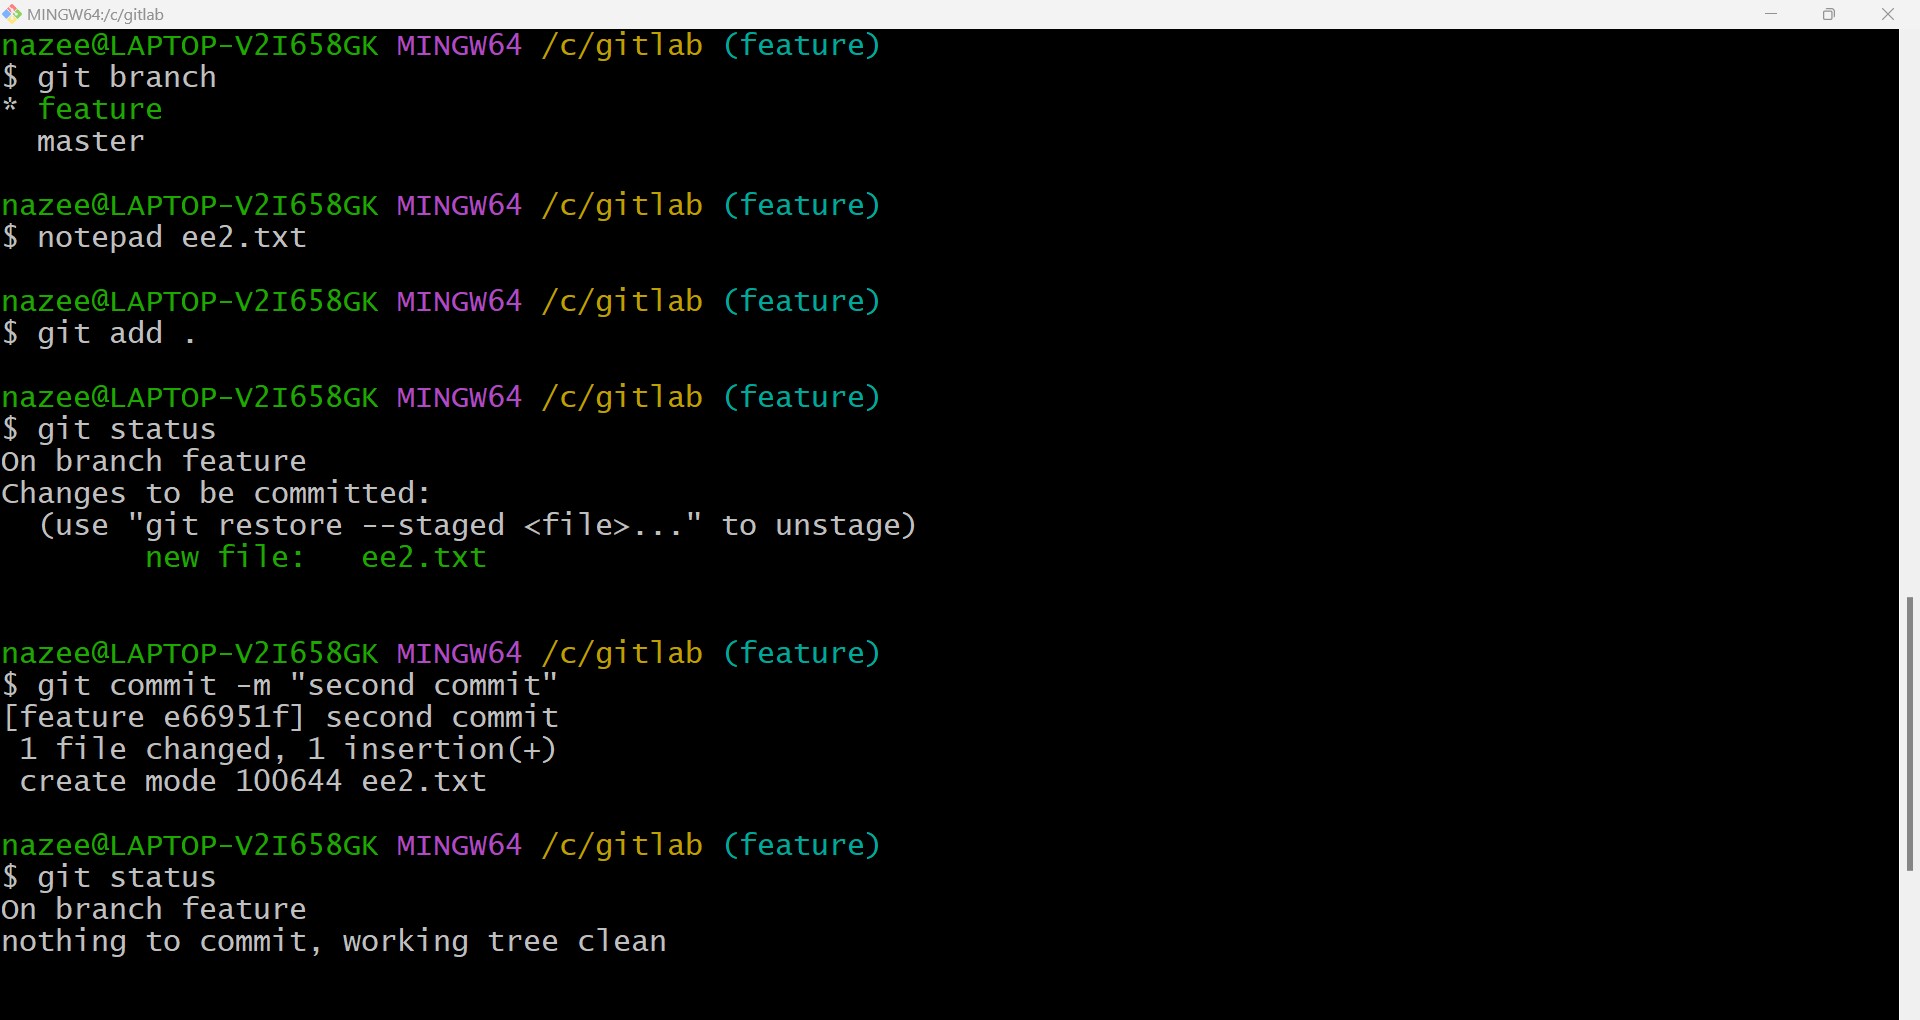 MINGW64:/c/gitlab
nazee@LAPTOP-V2I658GK MINGW64 /c/gitlab (feature)
$ git branch
* feature
  master
nazee@LAPTOP-V2I658GK MINGW64 /c/gitlab (feature)
$ notepad ee2.txt
nazee@LAPTOP-V2I658GK MINGW64 /c/gitlab (feature)
$ git add .
nazee@LAPTOP-V2I658GK MINGW64 /c/gitlab (feature)
$ git status
On branch feature
Changes to be committed:
  (use "git restore --staged <file>..." to unstage)
        new file:   ee2.txt
nazee@LAPTOP-V2I658GK MINGW64 /c/gitlab (feature)
$ git commit -m "second commit"
[feature e66951f] second commit
 1 file changed, 1 insertion(+)
 create mode 100644 ee2.txt
nazee@LAPTOP-V2I658GK MINGW64 /c/gitlab (feature)
$ git status
On branch feature
nothing to commit, working tree clean